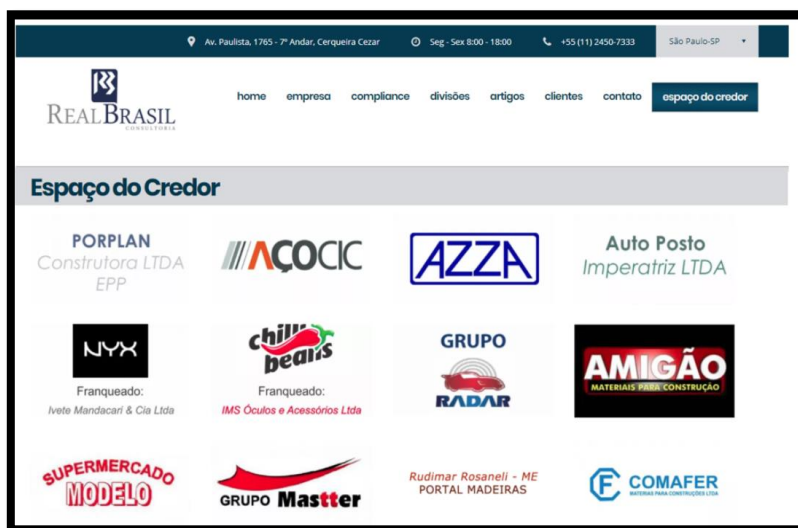 Av. Paulista, 1765 - 7º Andar, Cerqueira Cezar
Seg - Sex 8:00 - 18:00
+55 (11) 2450-7333
São Paulo-SP
REALBRASIL
CONSULTORIA
home empresa compliance divisões artigos clientes contato espaço do credor
Espaço do Credor
PORPLAN
Construtora LTDA
EPP
AÇOCIC
AZZA
Auto Posto
Imperatriz LTDA
NYX
Franqueado:
Ivete Mandacari & Cia Ltda
chilli
beans
Franqueado:
IMS Óculos e Acessórios Ltda
GRUPO
RADAR
AMIGÃO
MATERIAIS PARA CONSTRUÇÃO
SUPERMERCADO
MODELO
GRUPO Mastter
Rudimar Rosaneli - ME
PORTAL MADEIRAS
COMAFER
MATERIAIS PARA CONSTRUÇÕES LTDA